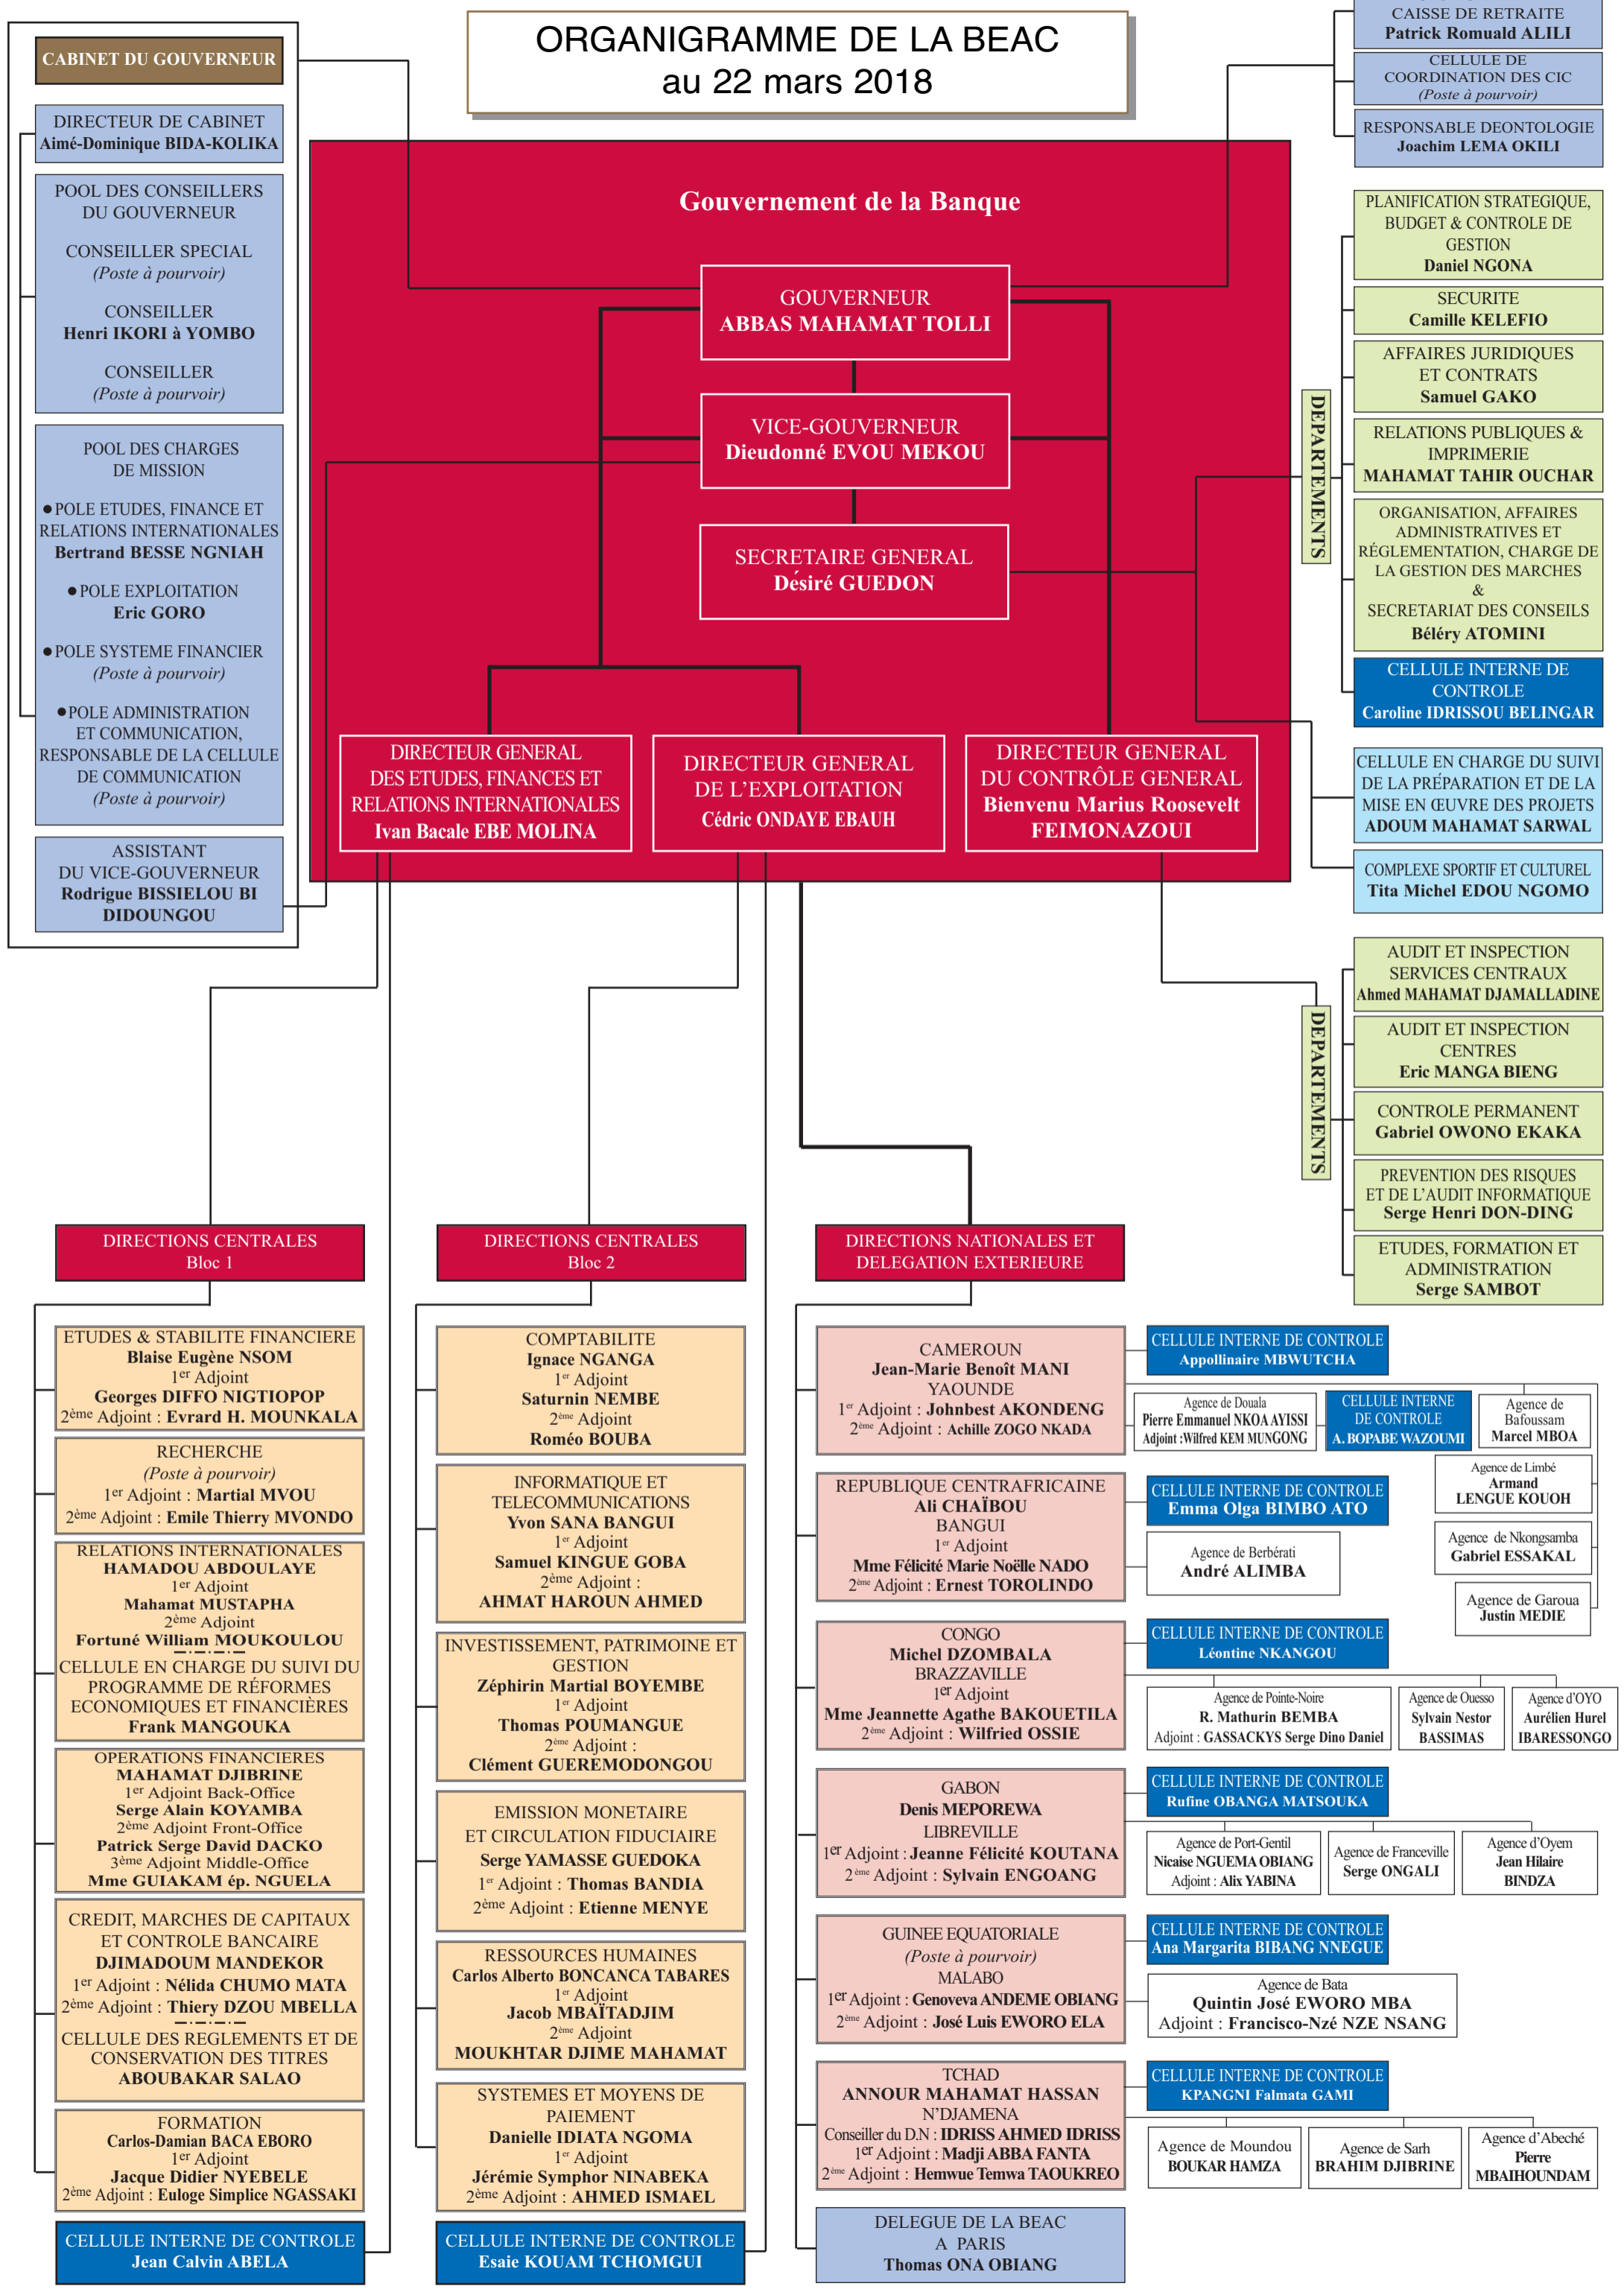 ORGANIGRAMME DE LA BEAC
au 22 mars 2018
CABINET DU GOUVERNEUR
DIRECTEUR DE CABINET
Aimé-Dominique BIDA-KOLIKA
POOL DES CONSEILLERS
DU GOUVERNEUR
CONSEILLER SPECIAL
(Poste à pourvoir)
CONSEILLER
Henri IKORI à YOMBO
CONSEILLER
(Poste à pourvoir)
POOL DES CHARGES
DE MISSION
●POLE ETUDES, FINANCE ET
RELATIONS INTERNATIONALES
Bertrand BESSE NGNIAH
●POLE EXPLOITATION
Eric GORO
●POLE SYSTEME FINANCIER
(Poste à pourvoir)
●POLE ADMINISTRATION
ET COMMUNICATION,
RESPONSABLE DE LA CELLULE
DE COMMUNICATION
(Poste à pourvoir)
ASSISTANT
DU VICE-GOUVERNEUR
Rodrigue BISSIELOU BI
DIDOUNGOU
Gouvernement de la Banque
GOUVERNEUR
ABBAS MAHAMAT TOLLI
VICE-GOUVERNEUR
Dieudonné EVOU MEKOU
SECRETAIRE GENERAL
Désiré GUEDON
DIRECTEUR GENERAL
DES ETUDES, FINANCES ET
RELATIONS INTERNATIONALES
Ivan Bacale EBE MOLINA
DIRECTEUR GENERAL
DE L'EXPLOITATION
Cédric ONDAYE EBAUH
DIRECTEUR GENERAL
DU CONTRÔLE GENERAL
Bienvenu Marius Roosevelt
FEIMONAZOUI
CAISSE DE RETRAITE
Patrick Romuald ALILI
CELLULE DE
COORDINATION DES CIC
(Poste à pourvoir)
RESPONSABLE DEONTOLOGIE
Joachim LEMA OKILI
DEPARTEMENTS
PLANIFICATION STRATEGIQUE,
BUDGET & CONTROLE DE
GESTION
Daniel NGONA
SECURITE
Camille KELEFIO
AFFAIRES JURIDIQUES
ET CONTRATS
Samuel GAKO
RELATIONS PUBLIQUES &
IMPRIMERIE
MAHAMAT TAHIR OUCHAR
ORGANISATION, AFFAIRES
ADMINISTRATIVES ET
RÉGLEMENTATION, CHARGE DE
LA GESTION DES MARCHES
&
SECRETARIAT DES CONSEILS
Béléry ATOMINI
CELLULE INTERNE DE
CONTROLE
Caroline IDRISSOU BELINGAR
CELLULE EN CHARGE DU SUIVI
DE LA PRÉPARATION ET DE LA
MISE EN ŒUVRE DES PROJETS
ADOUM MAHAMAT SARWAL
COMPLEXE SPORTIF ET CULTUREL
Tita Michel EDOU NGOMO
DEPARTEMENTS
AUDIT ET INSPECTION
SERVICES CENTRAUX
Ahmed MAHAMAT DJAMALLADINE
AUDIT ET INSPECTION
CENTRES
Eric MANGA BIENG
CONTROLE PERMANENT
Gabriel OWONO EKAKA
PREVENTION DES RISQUES
ET DE L'AUDIT INFORMATIQUE
Serge Henri DON-DING
ETUDES, FORMATION ET
ADMINISTRATION
Serge SAMBOT
DIRECTIONS CENTRALES
Bloc 1
ETUDES & STABILITE FINANCIERE
Blaise Eugène NSOM
1er Adjoint
Georges DIFFO NIGTIOPOP
2ème Adjoint : Evrard H. MOUNKALA
RECHERCHE
(Poste à pourvoir)
1er Adjoint : Martial MVOU
2ème Adjoint : Emile Thierry MVONDO
RELATIONS INTERNATIONALES
HAMADOU ABDOULAYE
1er Adjoint
Mahamat MUSTAPHA
2ème Adjoint
Fortuné William MOUKOULOU
CELLULE EN CHARGE DU SUIVI DU
PROGRAMME DE RÉFORMES
ECONOMIQUES ET FINANCIÈRES
Frank MANGOUKA
OPERATIONS FINANCIERES
MAHAMAT DJIBRINE
1er Adjoint Back-Office
Serge Alain KOYAMBA
2ème Adjoint Front-Office
Patrick Serge David DACKO
3ème Adjoint Middle-Office
Mme GUIAKAM ép. NGUELA
CREDIT, MARCHES DE CAPITAUX
ET CONTROLE BANCAIRE
DJIMADOUM MANDEKOR
1er Adjoint : Nélida CHUMO MATA
2ème Adjoint : Thiery DZOU MBELLA
CELLULE DES REGLEMENTS ET DE
CONSERVATION DES TITRES
ABOUBAKAR SALAO
FORMATION
Carlos-Damian BACA EBORO
1er Adjoint
Jacque Didier NYEBELE
2ème Adjoint : Euloge Simplice NGASSAKI
CELLULE INTERNE DE CONTROLE
Jean Calvin ABELA
DIRECTIONS CENTRALES
Bloc 2
COMPTABILITE
Ignace NGANGA
1er Adjoint
Saturnin NEMBE
2ème Adjoint
Roméo BOUBA
INFORMATIQUE ET
TELECOMMUNICATIONS
Yvon SANA BANGUI
1er Adjoint
Samuel KINGUE GOBA
2ème Adjoint :
AHMAT HAROUN AHMED
INVESTISSEMENT, PATRIMOINE ET
GESTION
Zéphirin Martial BOYEMBE
1er Adjoint
Thomas POUMANGUE
2ème Adjoint :
Clément GUEREMODONGOU
EMISSION MONETAIRE
ET CIRCULATION FIDUCIAIRE
Serge YAMASSE GUEDOKA
1er Adjoint : Thomas BANDIA
2ème Adjoint : Etienne MENYE
RESSOURCES HUMAINES
Carlos Alberto BONCANCA TABARES
1er Adjoint
Jacob MBAÏTADJIM
2ème Adjoint
MOUKHTAR DJIME MAHAMAT
SYSTEMES ET MOYENS DE
PAIEMENT
Danielle IDIATA NGOMA
1er Adjoint
Jérémie Symphor NINABEKA
2ème Adjoint : AHMED ISMAEL
CELLULE INTERNE DE CONTROLE
Esaie KOUAM TCHOMGUI
DIRECTIONS NATIONALES ET
DELEGATION EXTERIEURE
CAMEROUN
Jean-Marie Benoît MANI
YAOUNDE
1er Adjoint : Johnbest AKONDENG
2ème Adjoint : Achille ZOGO NKADA
CELLULE INTERNE DE CONTROLE
Appollinaire MBWUTCHA
Agence de Douala
Pierre Emmanuel NKOA AYISSI
Adjoint :Wilfred KEM MUNGONG
CELLULE INTERNE
DE CONTROLE
A. BOPABE WAZOUMI
Agence de
Bafoussam
Marcel MBOA
Agence de Limbé
Armand
LENGUE KOUOH
Agence de Nkongsamba
Gabriel ESSAKAL
Agence de Garoua
Justin MEDIE
REPUBLIQUE CENTRAFRICAINE
Ali CHAÏBOU
BANGUI
1er Adjoint
Mme Félicité Marie Noëlle NADO
2ème Adjoint : Ernest TOROLINDO
CELLULE INTERNE DE CONTROLE
Emma Olga BIMBO ATO
Agence de Berbérati
André ALIMBA
CONGO
Michel DZOMBALA
BRAZZAVILLE
1er Adjoint
Mme Jeannette Agathe BAKOUETILA
2ème Adjoint : Wilfried OSSIE
CELLULE INTERNE DE CONTROLE
Léontine NKANGOU
Agence de Pointe-Noire
R. Mathurin BEMBA
Adjoint : GASSACKYS Serge Dino Daniel
Agence de Ouesso
Sylvain Nestor
BASSIMAS
Agence d'OYO
Aurélien Hurel
IBARESSONGO
GABON
Denis MEPOREWA
LIBREVILLE
1er Adjoint : Jeanne Félicité KOUTANA
2ème Adjoint : Sylvain ENGOANG
CELLULE INTERNE DE CONTROLE
Rufine OBANGA MATSOUKA
Agence de Port-Gentil
Nicaise NGUEMA OBIANG
Adjoint : Alix YABINA
Agence de Franceville
Serge ONGALI
Agence d'Oyem
Jean Hilaire
BINDZA
GUINEE EQUATORIALE
(Poste à pourvoir)
MALABO
1er Adjoint : Genoveva ANDEME OBIANG
2ème Adjoint : José Luis EWORO ELA
CELLULE INTERNE DE CONTROLE
Ana Margarita BIBANG NNEGUE
Agence de Bata
Quintin José EWORO MBA
Adjoint : Francisco-Nzé NZE NSANG
TCHAD
ANNOUR MAHAMAT HASSAN
N'DJAMENA
Conseiller du D.N : IDRISS AHMED IDRISS
1er Adjoint : Madji ABBA FANTA
2ème Adjoint : Hemwue Temwa TAOUKREO
CELLULE INTERNE DE CONTROLE
KPANGNI Falmata GAMI
Agence de Moundou
BOUKAR HAMZA
Agence de Sarh
BRAHIM DJIBRINE
Agence d'Abeché
Pierre
MBAIHOUNDAM
DELEGUE DE LA BEAC
A PARIS
Thomas ONA OBIANG